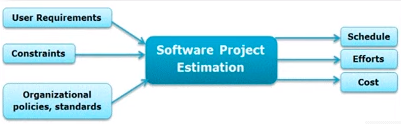 User Requirements
Constraints
Organizational
policies, standards
Software Project
Estimation
Schedule
Efforts
Cost